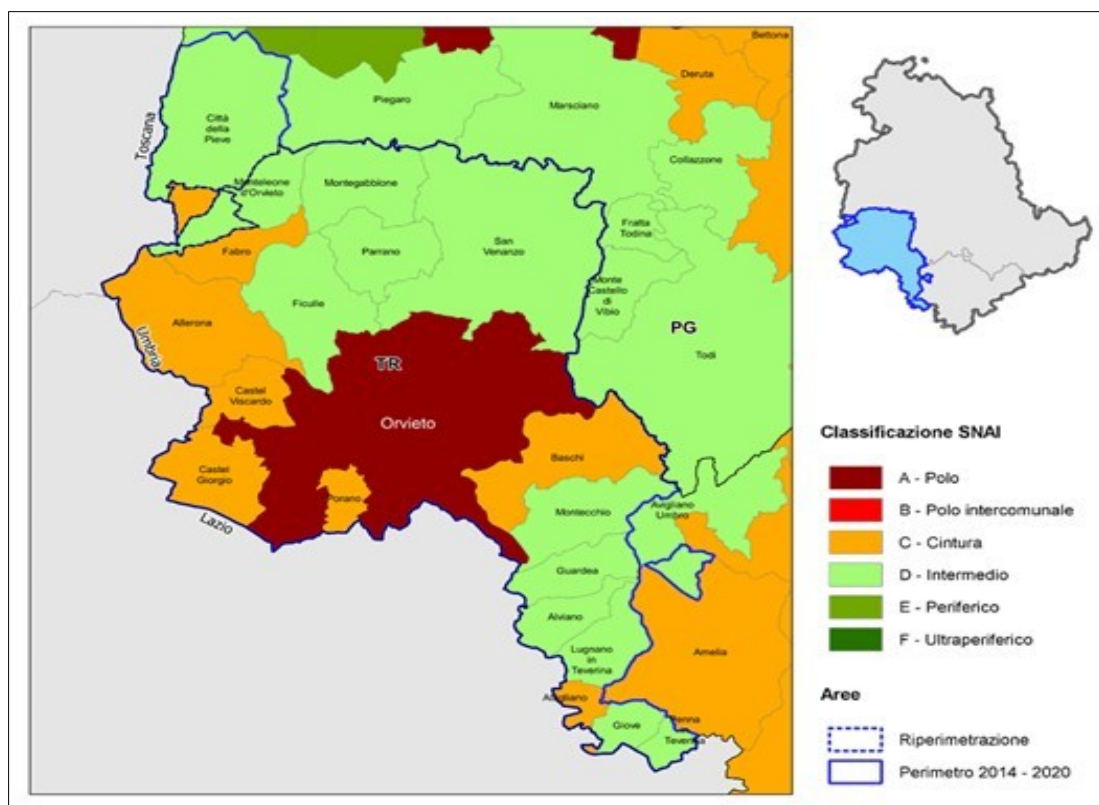 Bettona
Deruta
Piegaro
Marsciano
Città
della
Pieve
Toscana
Collazzone
Monteleone
d'Orvieto
Montegabbione
Fratta
Todina
San
Venanzo
Fabro
Parrano
Monte
Castello
di
Vibio
Ficulle
Allerona
Umbria
PG
Todi
TR
Castel
Viscardo
Orvieto
Baschi
Castel
Giorgio
Porano
Lazio
Montecchio
Avigliano
Umbro
Guardea
Alviano
Lugnano
in
Teverina
Amelia
Attigliano
Giove
Penna
in
Teverina
Classificazione SNAI
A - Polo
B - Polo intercomunale
C - Cintura
D - Intermedio
E - Periferico
F - Ultraperiferico
Aree
Riperimetrazione
Perimetro 2014 - 2020